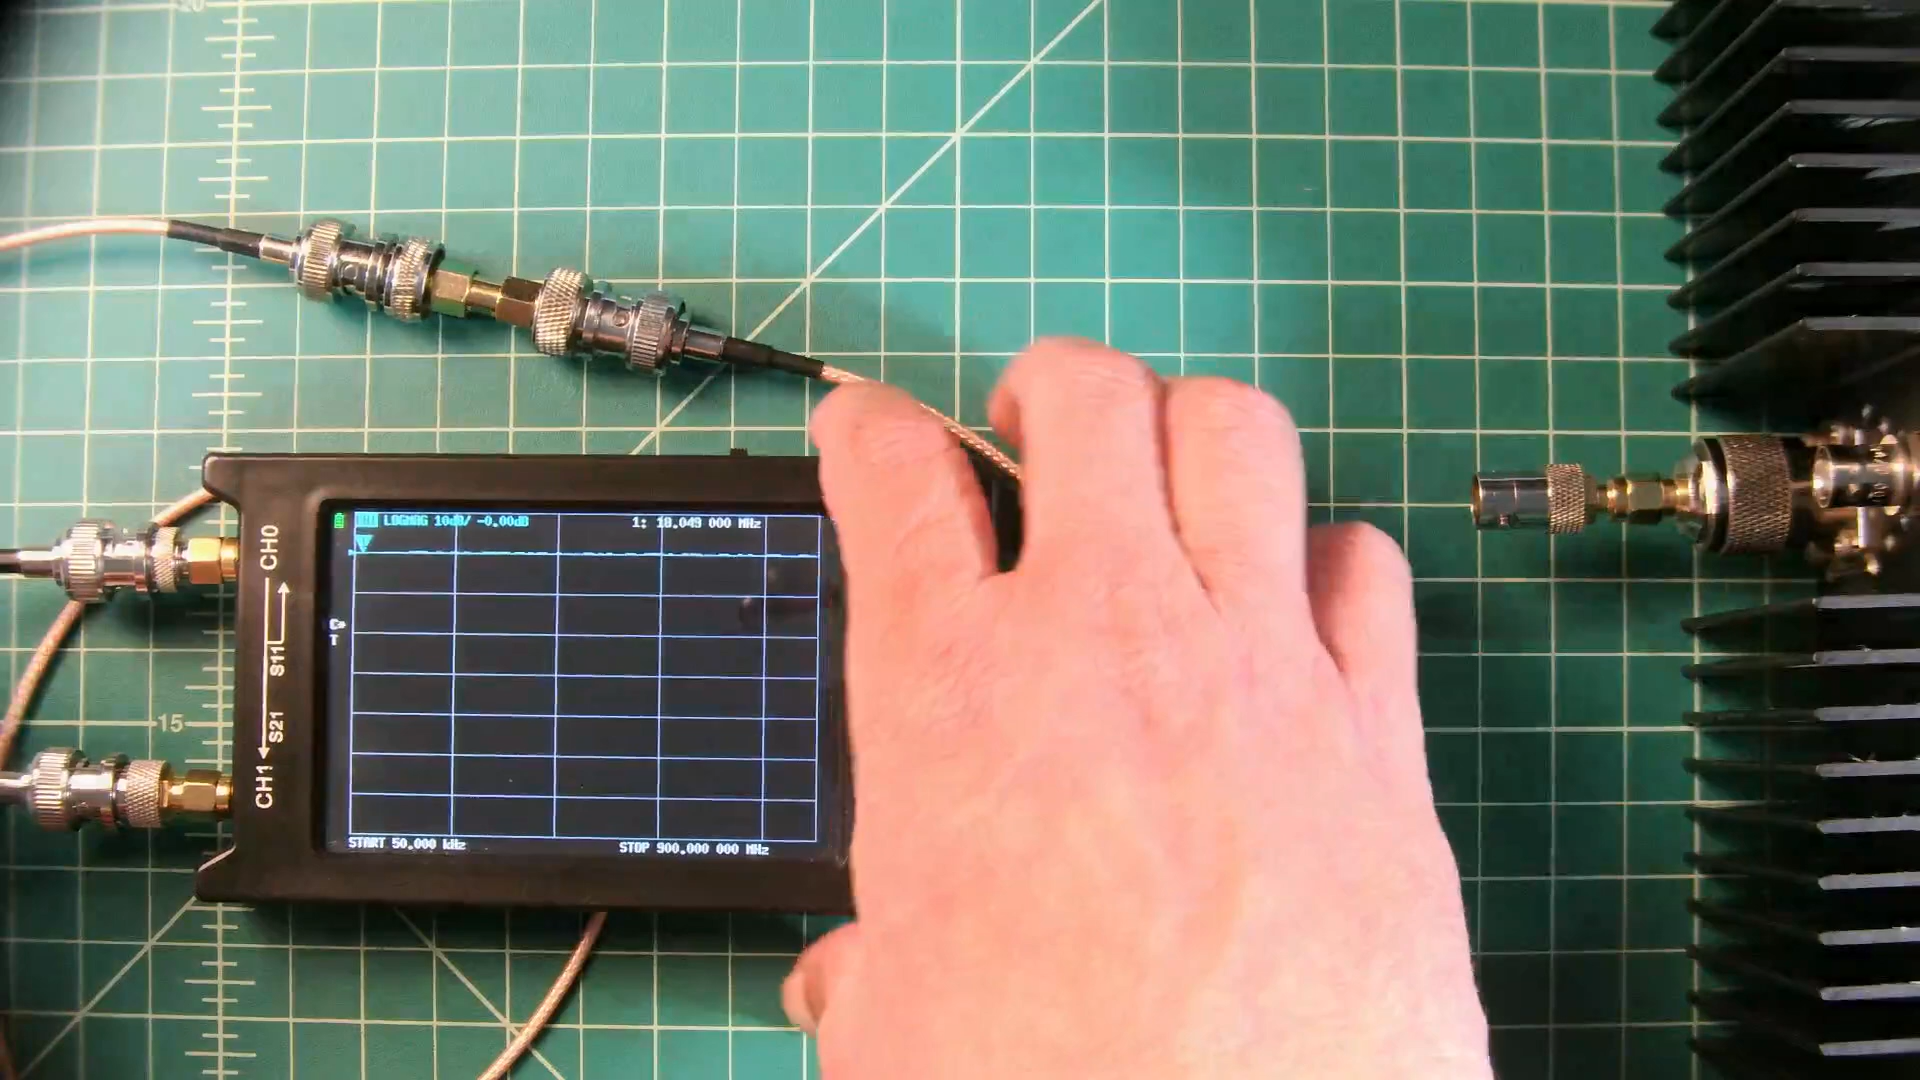 LOGMAG 10dB/ -0.00dB
1: 18.049 000 MHz
CH0
S11
S21
CH1
C*
T
START 50.000 kHz
STOP 900.000 000 MHz
15